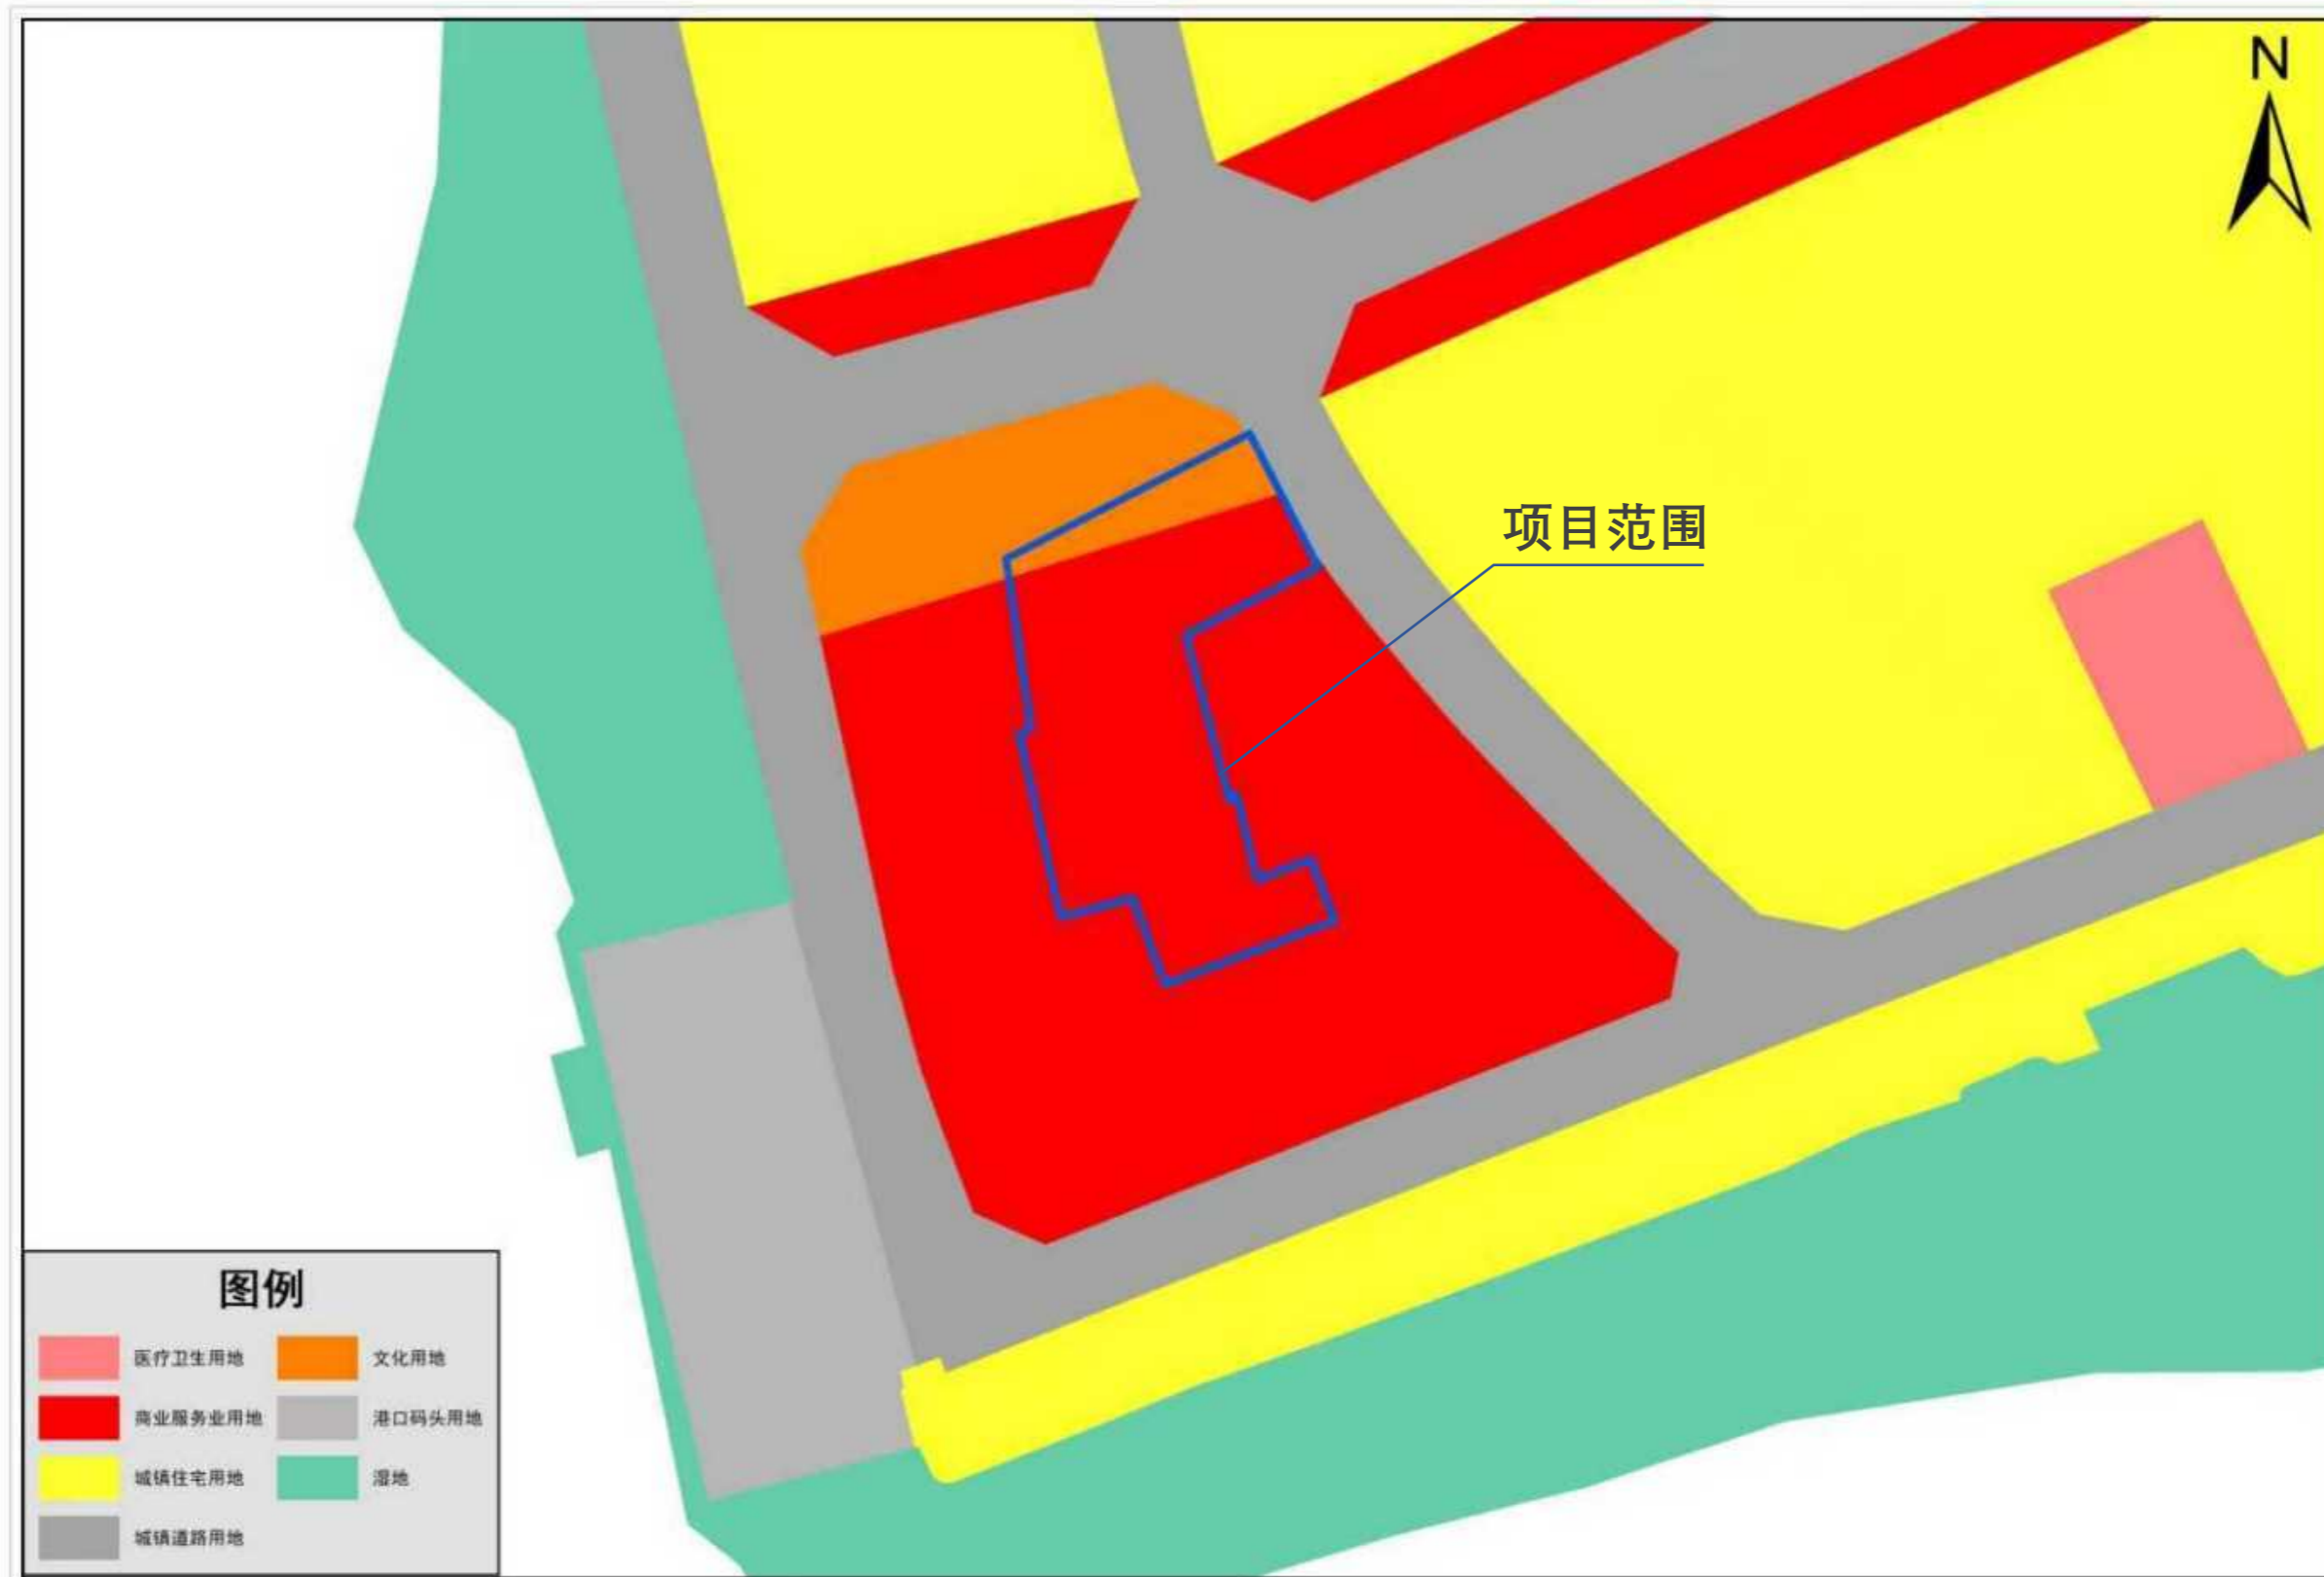 N
项目范围
图例
医疗卫生用地
文化用地
商业服务业用地
港口码头用地
城镇住宅用地
湿地
城镇道路用地